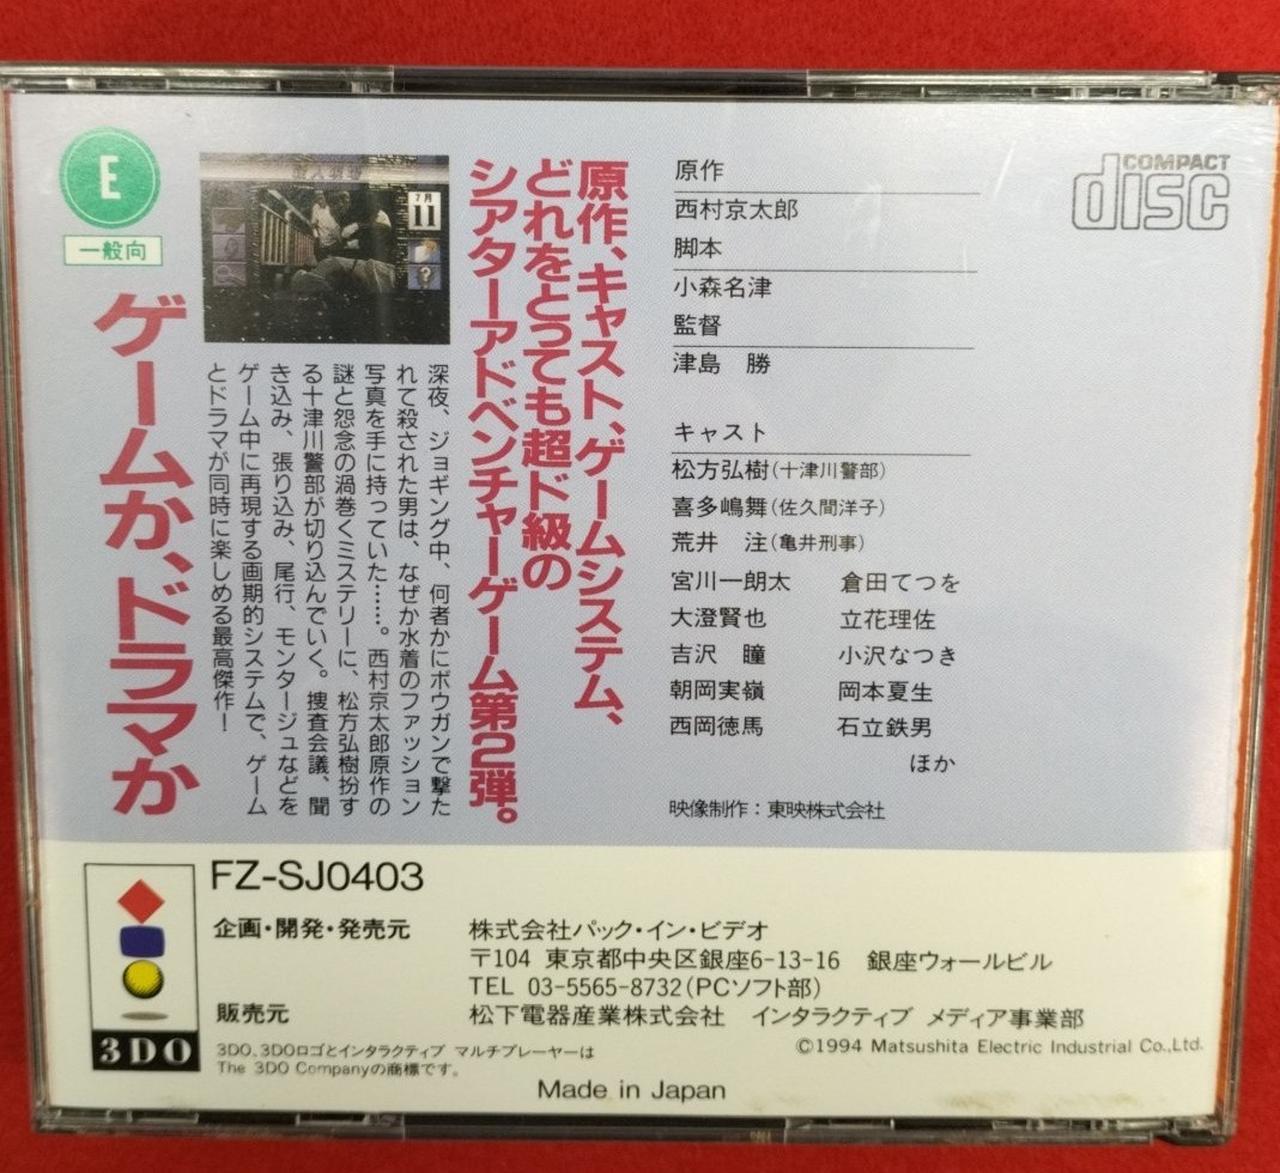 E
一般向
7月
11
?
ゲームか、ドラマか
原作、キャスト、ゲームシステム、
どれをとっても超ド級の
シアターアドベンチャーゲーム第2弾。
深夜、ジョギング中、何者かにボウガンで撃た
れて殺された男は、なぜか水着のファッション
写真を手に持っていた……。西村京太郎原作の
謎と怨念の渦巻くミステリーに、松方弘樹扮す
る十津川警部が切り込んでいく。捜査会議、聞
き込み、張り込み、尾行、モンタージュなどを
ゲーム中に再現する画期的システムで、ゲーム
とドラマが同時に楽しめる最高傑作!
原作
西村京太郎
脚本
小森名津
監督
津島 勝
キャスト
松方弘樹(十津川警部)
喜多嶋舞(佐久間洋子)
荒井 注(亀井刑事)
宮川一朗太 倉田てつを
大澄賢也 立花理佐
吉沢 瞳 小沢なつき
朝岡実嶺 岡本夏生
西岡徳馬 石立鉄男
ほか
映像制作:東映株式会社
COMPACT
disc
FZ-SJ0403
企画・開発・発売元 株式会社パック・イン・ビデオ
〒104 東京都中央区銀座6-13-16 銀座ウォールビル
TEL 03-5565-8732(PCソフト部)
販売元 松下電器産業株式会社 インタラクティブ メディア事業部
©1994 Matsushita Electric Industrial Co.,Ltd.
3DO
3DO、3DOロゴとインタラクティブ マルチプレーヤーは
The 3DO Companyの商標です。
Made in Japan